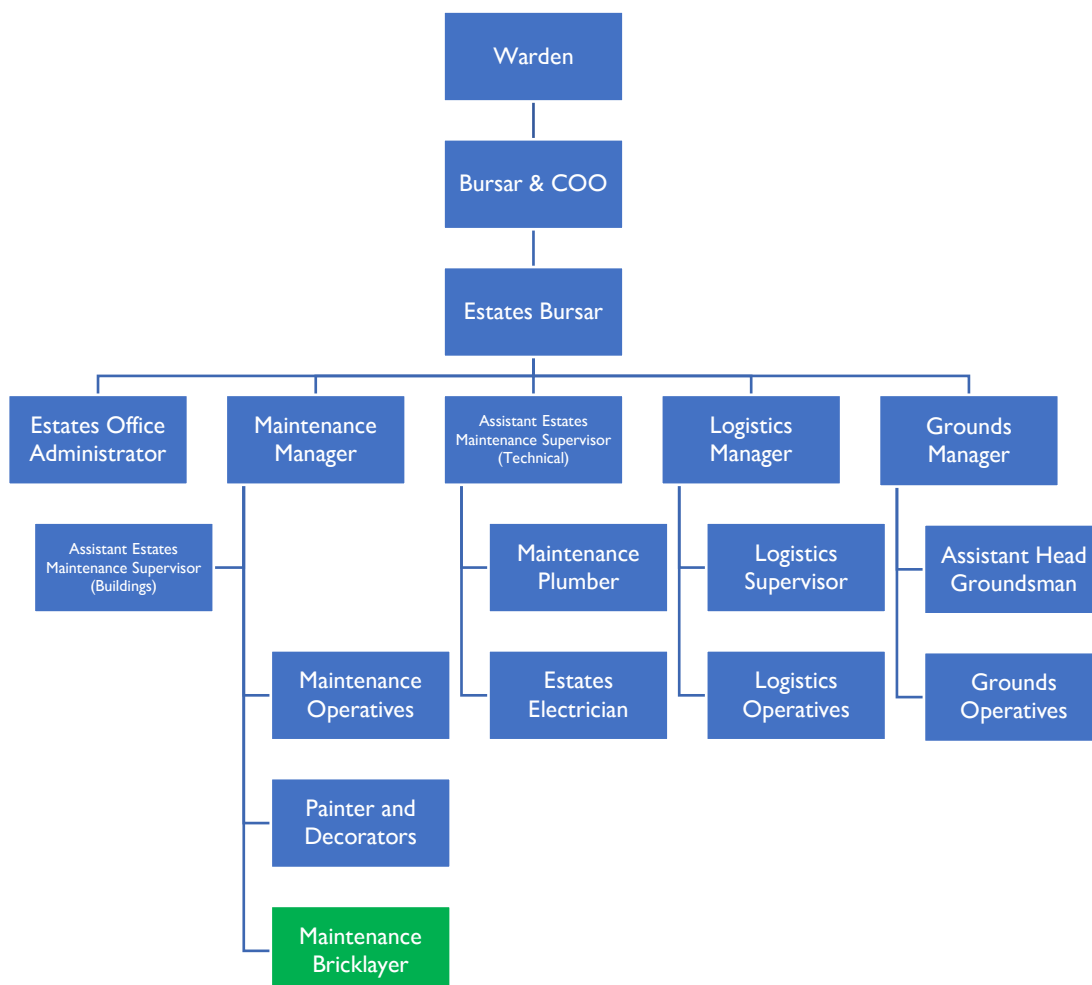 Warden
Bursar & COO
Estates Bursar
Estates Office
Administrator
Maintenance
Manager
Assistant Estates
Maintenance Supervisor
(Technical)
Logistics
Manager
Grounds
Manager
Assistant Estates
Maintenance Supervisor
(Buildings)
Maintenance
Plumber
Logistics
Supervisor
Assistant Head
Groundsman
Maintenance
Operatives
Estates
Electrician
Logistics
Operatives
Grounds
Operatives
Painter and
Decorators
Maintenance
Bricklayer